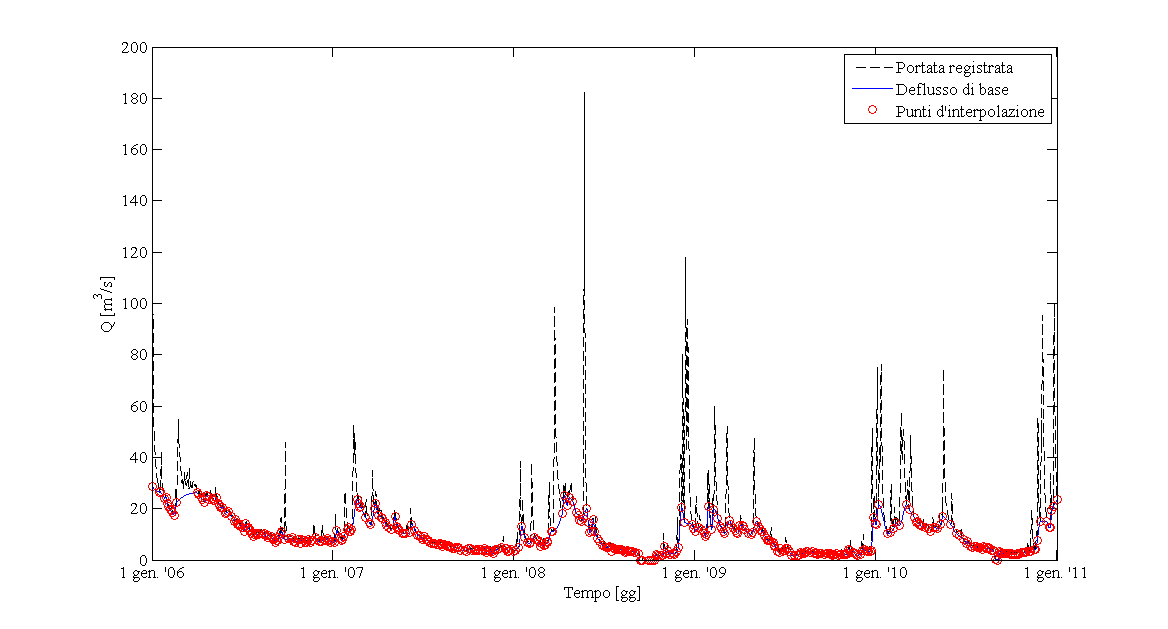 200
180
160
140
120
100
80
60
40
20
0
Q [m³/s]
Portata registrata
Deflusso di base
Punti d'interpolazione
1 gen. '06
1 gen. '07
1 gen. '08
1 gen. '09
1 gen. '10
1 gen. '11
Tempo [gg]